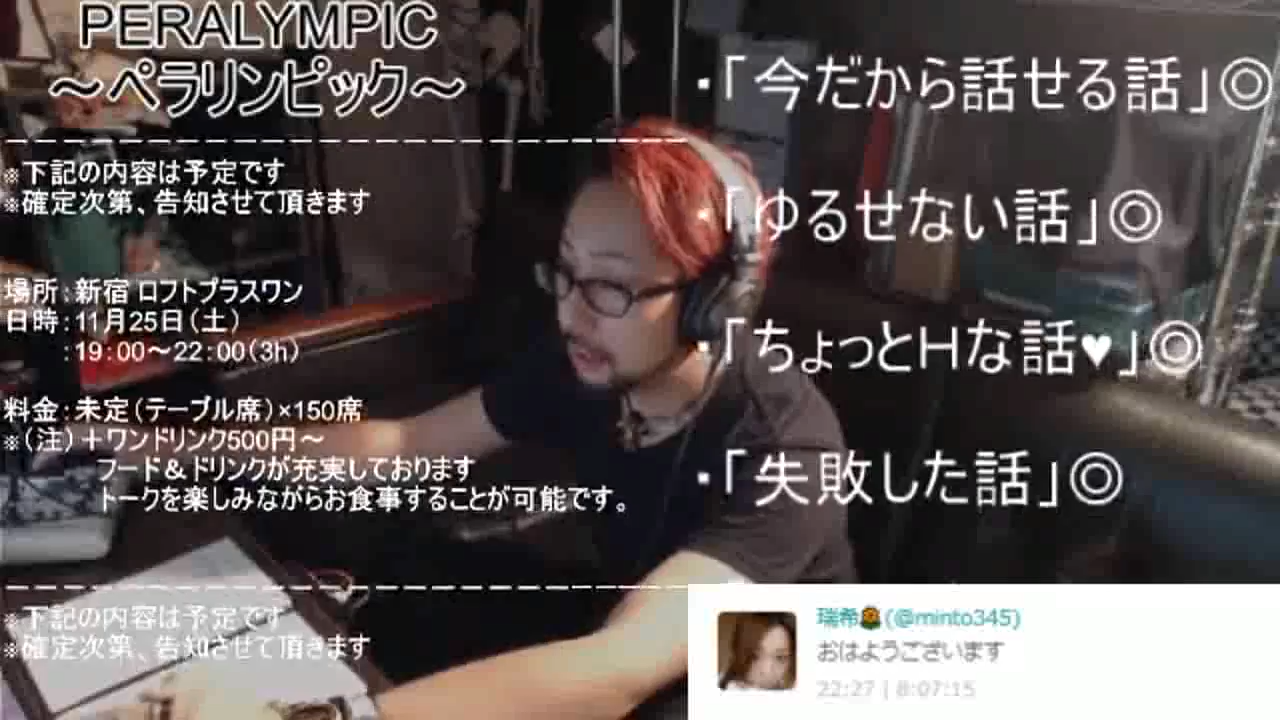 PERALYMPIC
～ペラリンピック～
※下記の内容は予定です
※確定次第、告知させて頂きます
場所：新宿 ロフトプラスワン
日時：11月25日（土）
：19：00～22：00（3h）
料金：未定（テーブル席）×150席
※（注）＋ワンドリンク500円～
フード＆ドリンクが充実しております
トークを楽しみながらお食事することが可能です。
※下記の内容は予定です
※確定次第、告知させて頂きます
・「今だから話せる話」◎
・「ゆるせない話」◎
・「ちょっとHな話♥」◎
・「失敗した話」◎
瑞希🌻(@minto345)
おはようございます
22:27 | 8:07:15